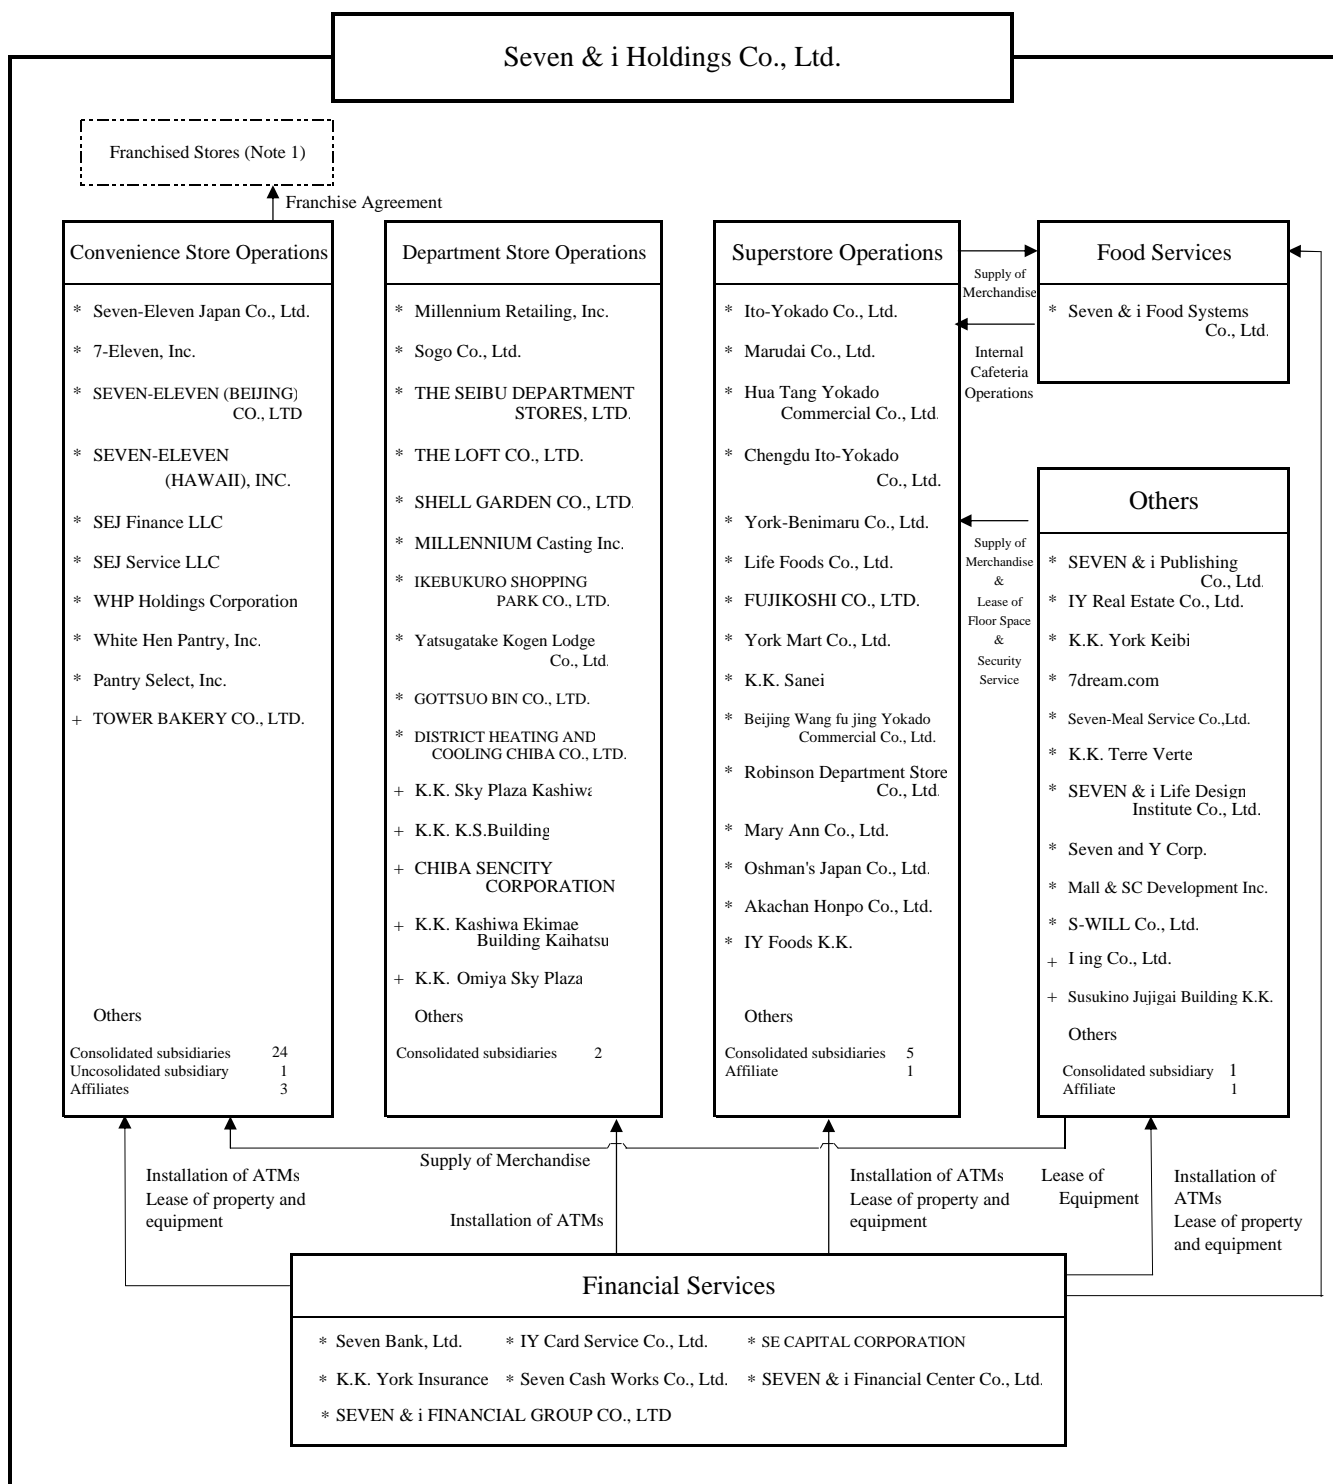 Seven & i Holdings Co., Ltd.
Franchised Stores (Note 1)
Franchise Agreement
Convenience Store Operations
* Seven-Eleven Japan Co., Ltd.
* 7-Eleven, Inc.
* SEVEN-ELEVEN (BEIJING)
CO., LTD
* SEVEN-ELEVEN
(HAWAII), INC.
* SEJ Finance LLC
* SEJ Service LLC
* WHP Holdings Corporation
* White Hen Pantry, Inc.
* Pantry Select, Inc.
+ TOWER BAKERY CO., LTD.
Others
Consolidated subsidiaries 24
Uncosolidated subsidiary 1
Affiliates 3
Department Store Operations
* Millennium Retailing, Inc.
* Sogo Co., Ltd.
* THE SEIBU DEPARTMENT
STORES, LTD.
* THE LOFT CO., LTD.
* SHELL GARDEN CO., LTD.
* MILLENNIUM Casting Inc.
* IKEBUKURO SHOPPING
PARK CO., LTD.
* Yatsugatake Kogen Lodge
Co., Ltd.
* GOTTSUO BIN CO., LTD.
* DISTRICT HEATING AND
COOLING CHIBA CO., LTD.
+ K.K. Sky Plaza Kashiwa
+ K.K. K.S.Building
+ CHIBA SENCITY
CORPORATION
+ K.K. Kashiwa Ekimae
Building Kaihatsu
+ K.K. Omiya Sky Plaza
Others
Consolidated subsidiaries 2
Superstore Operations
* Ito-Yokado Co., Ltd.
* Marudai Co., Ltd.
* Hua Tang Yokado
Commercial Co., Ltd.
* Chengdu Ito-Yokado
Co., Ltd.
* York-Benimaru Co., Ltd.
* Life Foods Co., Ltd.
* FUJIKOSHI CO., LTD.
* York Mart Co., Ltd.
* K.K. Sanei
* Beijing Wang fu jing Yokado
Commercial Co., Ltd.
* Robinson Department Store
Co., Ltd.
* Mary Ann Co., Ltd.
* Oshman's Japan Co., Ltd.
* Akachan Honpo Co., Ltd.
* IY Foods K.K.
Others
Consolidated subsidiaries 5
Affiliate 1
Supply of
Merchandise
Internal
Cafeteria
Operations
Supply of
Merchandise
&
Lease of
Floor Space
&
Security
Service
Food Services
* Seven & i Food Systems
Co., Ltd.
Others
* SEVEN & i Publishing
Co., Ltd.
* IY Real Estate Co., Ltd.
* K.K. York Keibi
* 7dream.com
* Seven-Meal Service Co.,Ltd.
* K.K. Terre Verte
* SEVEN & i Life Design
Institute Co., Ltd.
* Seven and Y Corp.
* Mall & SC Development Inc.
* S-WILL Co., Ltd.
+ I ing Co., Ltd.
+ Susukino Jujigai Building K.K.
Others
Consolidated subsidiary 1
Affiliate 1
Supply of Merchandise
Installation of ATMs
Lease of property and
equipment
Installation of ATMs
Installation of ATMs
Lease of property and
equipment
Lease of
Equipment
Installation of
ATMs
Lease of property
and equipment
Financial Services
* Seven Bank, Ltd. * IY Card Service Co., Ltd. * SE CAPITAL CORPORATION
* K.K. York Insurance * Seven Cash Works Co., Ltd. * SEVEN & i Financial Center Co., Ltd.
* SEVEN & i FINANCIAL GROUP CO., LTD